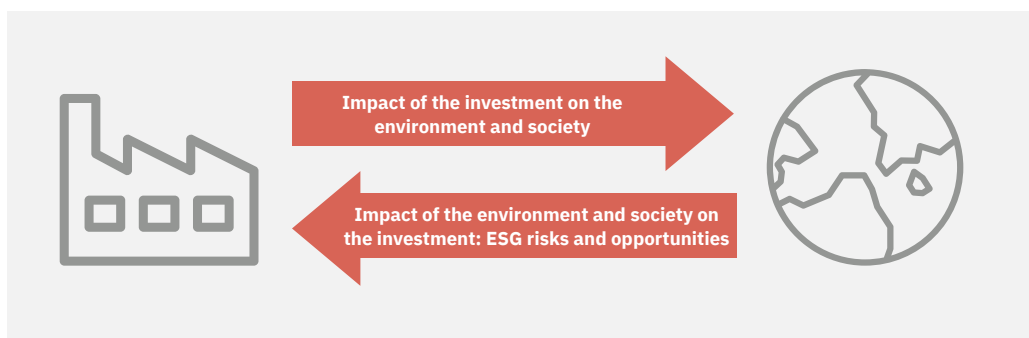 Impact of the investment on the
environment and society
Impact of the environment and society on
the investment: ESG risks and opportunities